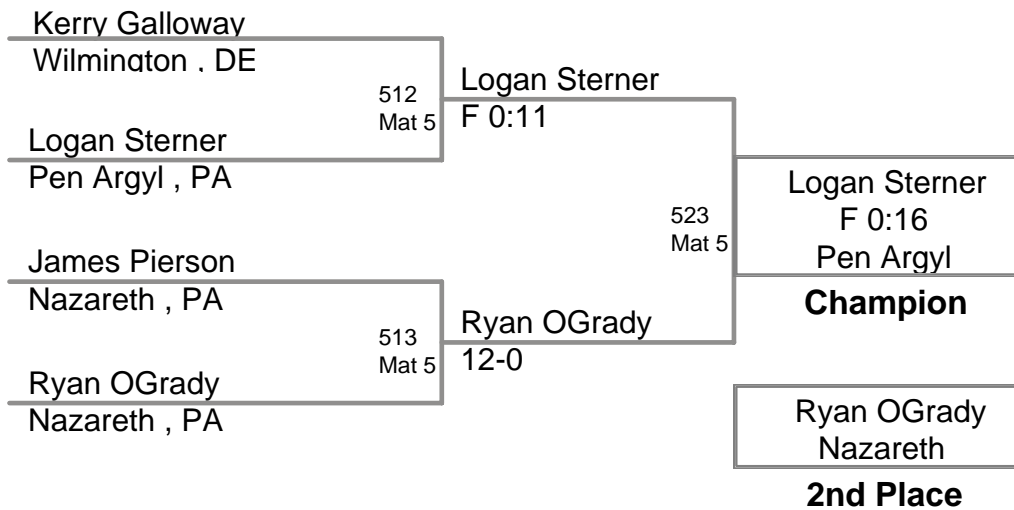 Kerry Galloway
Wilmington , DE
512
Mat 5
Logan Sterner
F 0:11
Logan Sterner
Pen Argyl , PA
523
Mat 5
Logan Sterner
F 0:16
Pen Argyl
Champion
James Pierson
Nazareth , PA
513
Mat 5
Ryan OGrady
12-0
Ryan OGrady
Nazareth , PA
Ryan OGrady
Nazareth
2nd Place